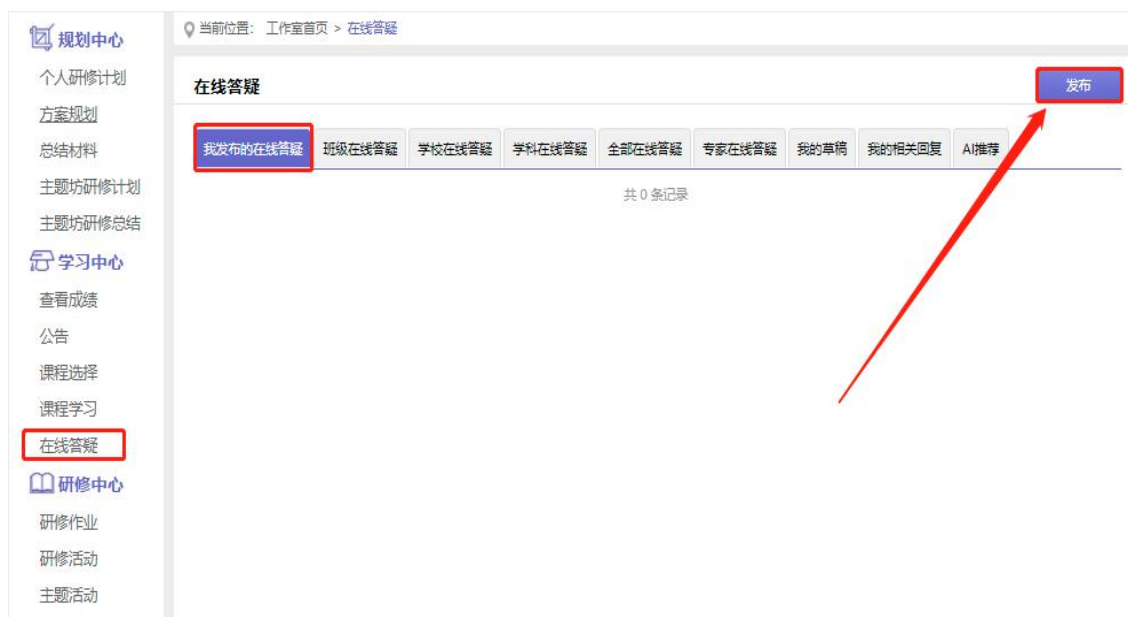 规划中心
个人研修计划
方案规划
总结材料
主题坊研修计划
主题坊研修总结
学习中心
查看成绩
公告
课程选择
课程学习
在线答疑
研修中心
研修作业
研修活动
主题活动
当前位置： 工作室首页 > 在线答疑
在线答疑
发布
我发布的在线答疑 班级在线答疑 学校在线答疑 学科在线答疑 全部在线答疑 专家在线答疑 我的草稿 我的相关回复 AI推荐
共 0 条记录